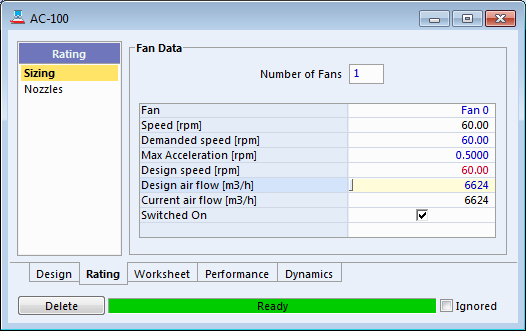 AC-100
Rating
Sizing
Nozzles
Fan Data
Number of Fans 1
Fan Fan 0
Speed [rpm] 60.00
Demanded speed [rpm] 60.00
Max Acceleration [rpm] 0.5000
Design speed [rpm] 60.00
Design air flow [m3/h] 6624
Current air flow [m3/h] 6624
Switched On
Design Rating Worksheet Performance Dynamics
Delete Ready Ignored